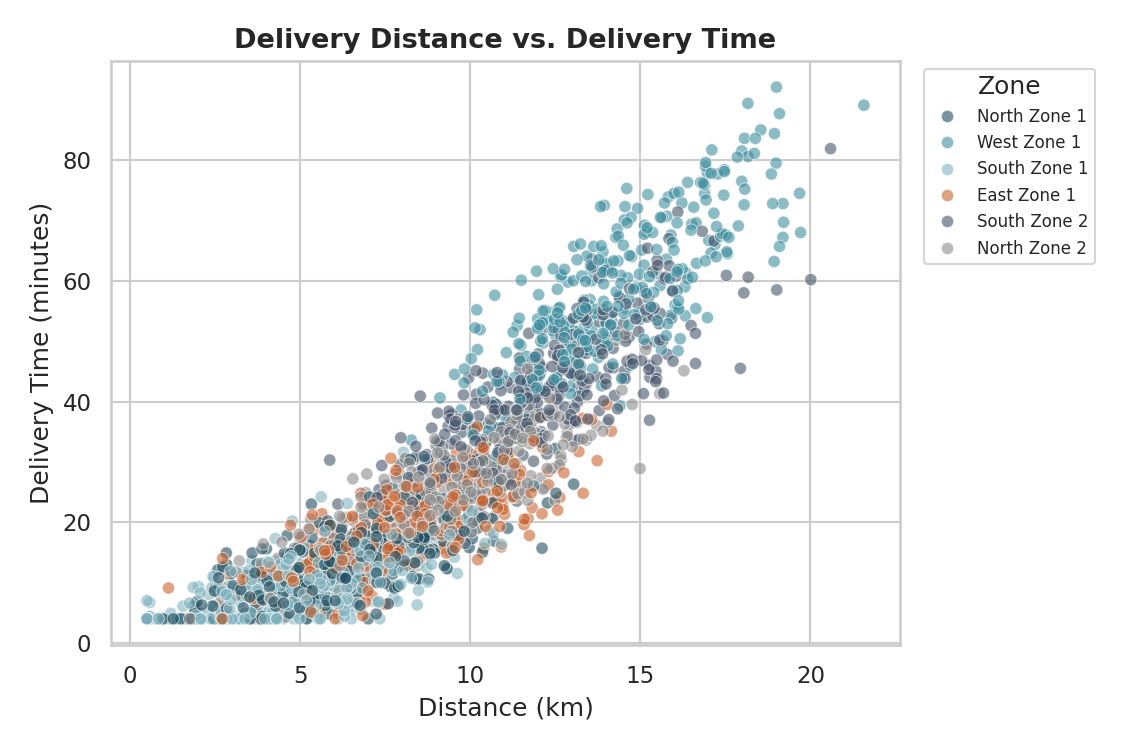 Delivery Distance vs. Delivery Time
Delivery Time (minutes)
80
60
40
20
0
0 5 10 15 20
Distance (km)
Zone
North Zone 1
West Zone 1
South Zone 1
East Zone 1
South Zone 2
North Zone 2